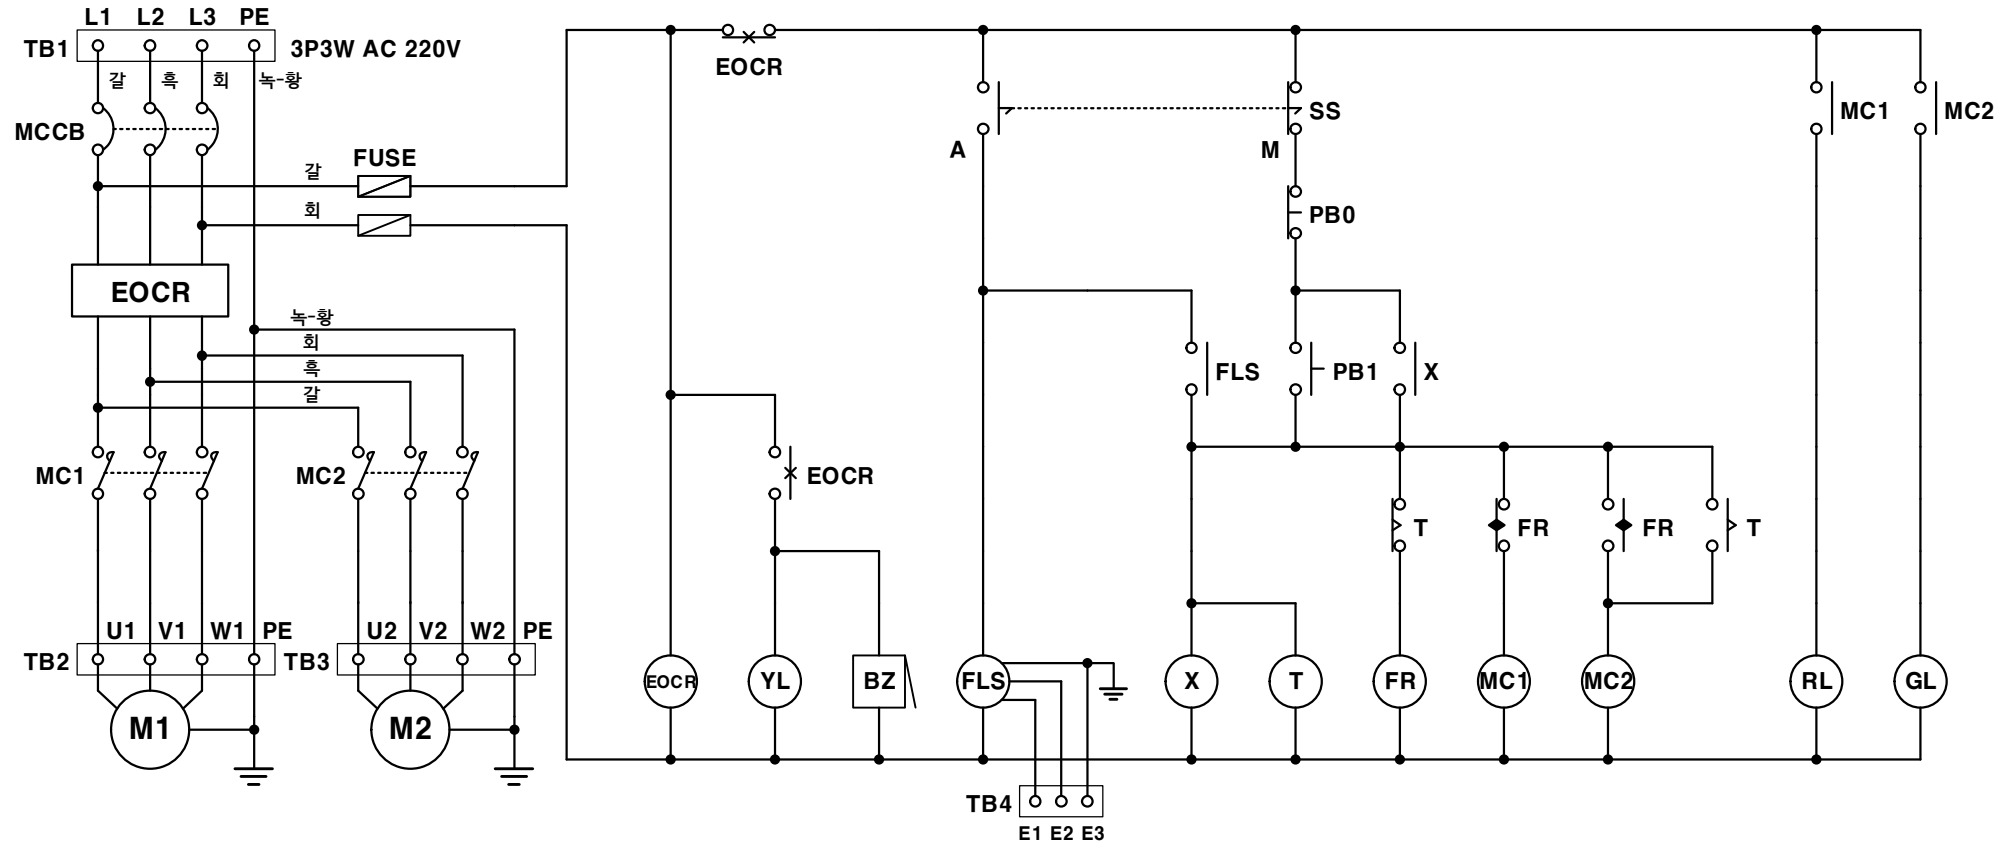 L1 L2 L3 PE
TB1 3P3W AC 220V
갈 흑 회 녹-황
EOCR
MCCB
A
SS
M
MC1
MC2
FUSE
갈
회
PB0
EOCR
녹-황
회
흑
갈
FLS
PB1
X
MC1
MC2
EOCR
T
FR
FR
T
U1 V1 W1 PE
U2 V2 W2 PE
TB2
TB3
EOCR
YL
BZ
FLS
X
T
FR
MC1
MC2
RL
GL
M1
M2
TB4
E1 E2 E3